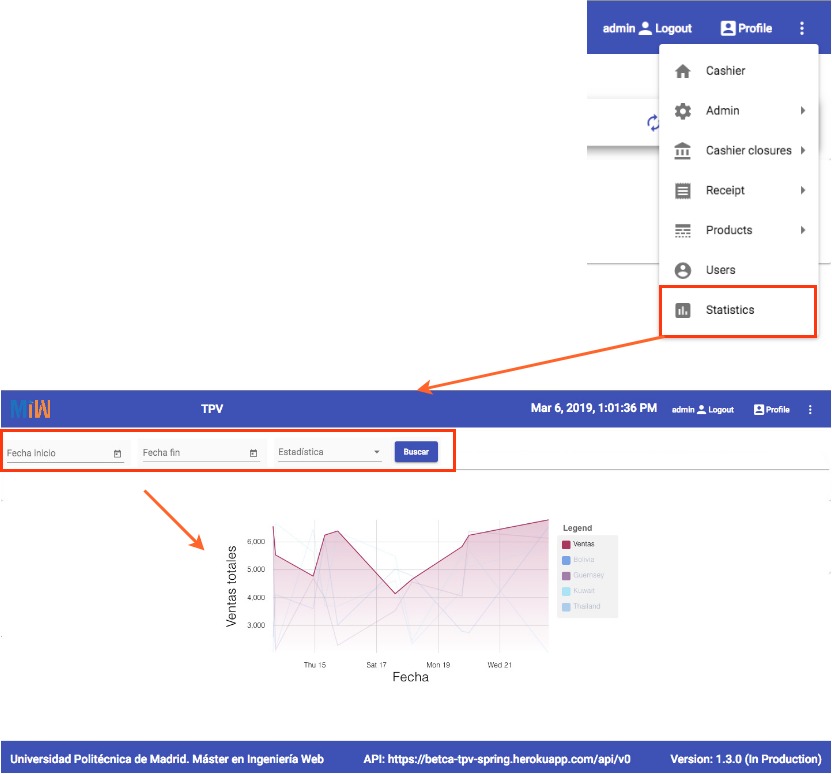 admin Logout Profile
Cashier
Admin
Cashier closures
Receipt
Products
Users
Statistics
MiW TPV Mar 6, 2019, 1:01:36 PM admin Logout Profile
Fecha inicio Fecha fin Estadística Buscar
Legend
Ventas
Bolivia
Guernsey
Kuwait
Thailand
Ventas totales
6,000
5,000
4,000
3,000
Thu 15 Sat 17 Mon 19 Wed 21
Fecha
Universidad Politécnica de Madrid. Máster en Ingeniería Web API: https://betca-tpv-spring.herokuapp.com/api/v0 Version: 1.3.0 (In Production)